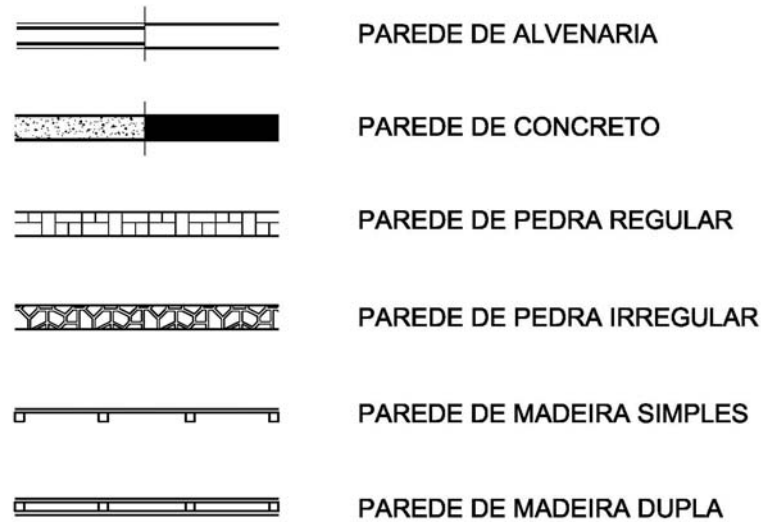 PAREDE DE ALVENARIA
PAREDE DE CONCRETO
PAREDE DE PEDRA REGULAR
PAREDE DE PEDRA IRREGULAR
PAREDE DE MADEIRA SIMPLES
PAREDE DE MADEIRA DUPLA